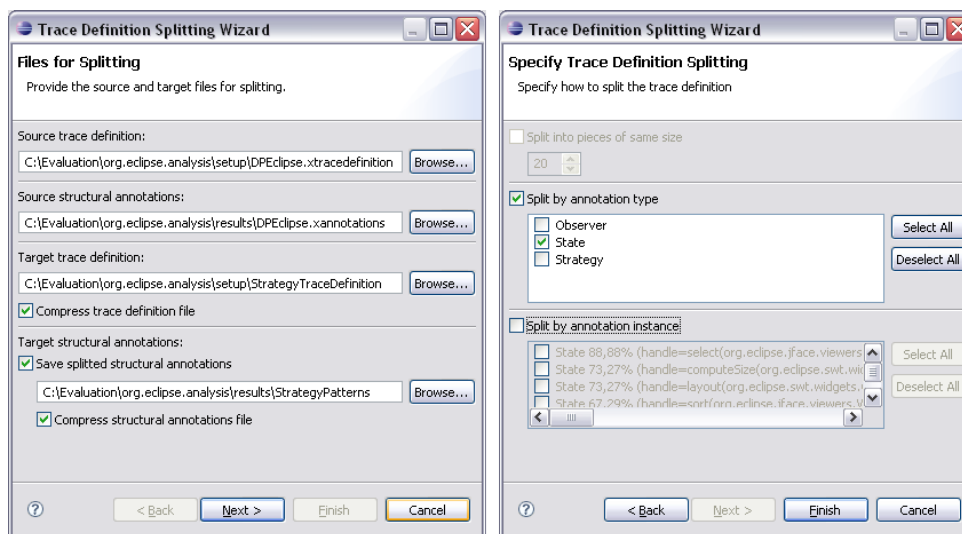 Trace Definition Splitting Wizard
Files for Splitting
Provide the source and target files for splitting.
Source trace definition:
C:\Evaluation\org.eclipse.analysis\setup\DPEclipse.xtracedefinition Browse...
Source structural annotations:
C:\Evaluation\org.eclipse.analysis\results\DPEclipse.xannotations Browse...
Target trace definition:
C:\Evaluation\org.eclipse.analysis\setup\StrategyTraceDefinition Browse...
Compress trace definition file
Target structural annotations:
Save splitted structural annotations
C:\Evaluation\org.eclipse.analysis\results\StrategyPatterns Browse...
Compress structural annotations file
< Back Next > Finish Cancel
Trace Definition Splitting Wizard
Specify Trace Definition Splitting
Specify how to split the trace definition
Split into pieces of same size
20
Split by annotation type
Observer
State
Strategy
Select All
Deselect All
Split by annotation instance
State 88,88% (handle=select(org.eclipse.jface.viewers
State 73,27% (handle=computeSize(org.eclipse.swt.wid
State 73,27% (handle=layout(org.eclipse.swt.widgets.
State 67,29% (handle=sort(org.eclipse.jface.viewers.V
Select All
Deselect All
< Back Next > Finish Cancel